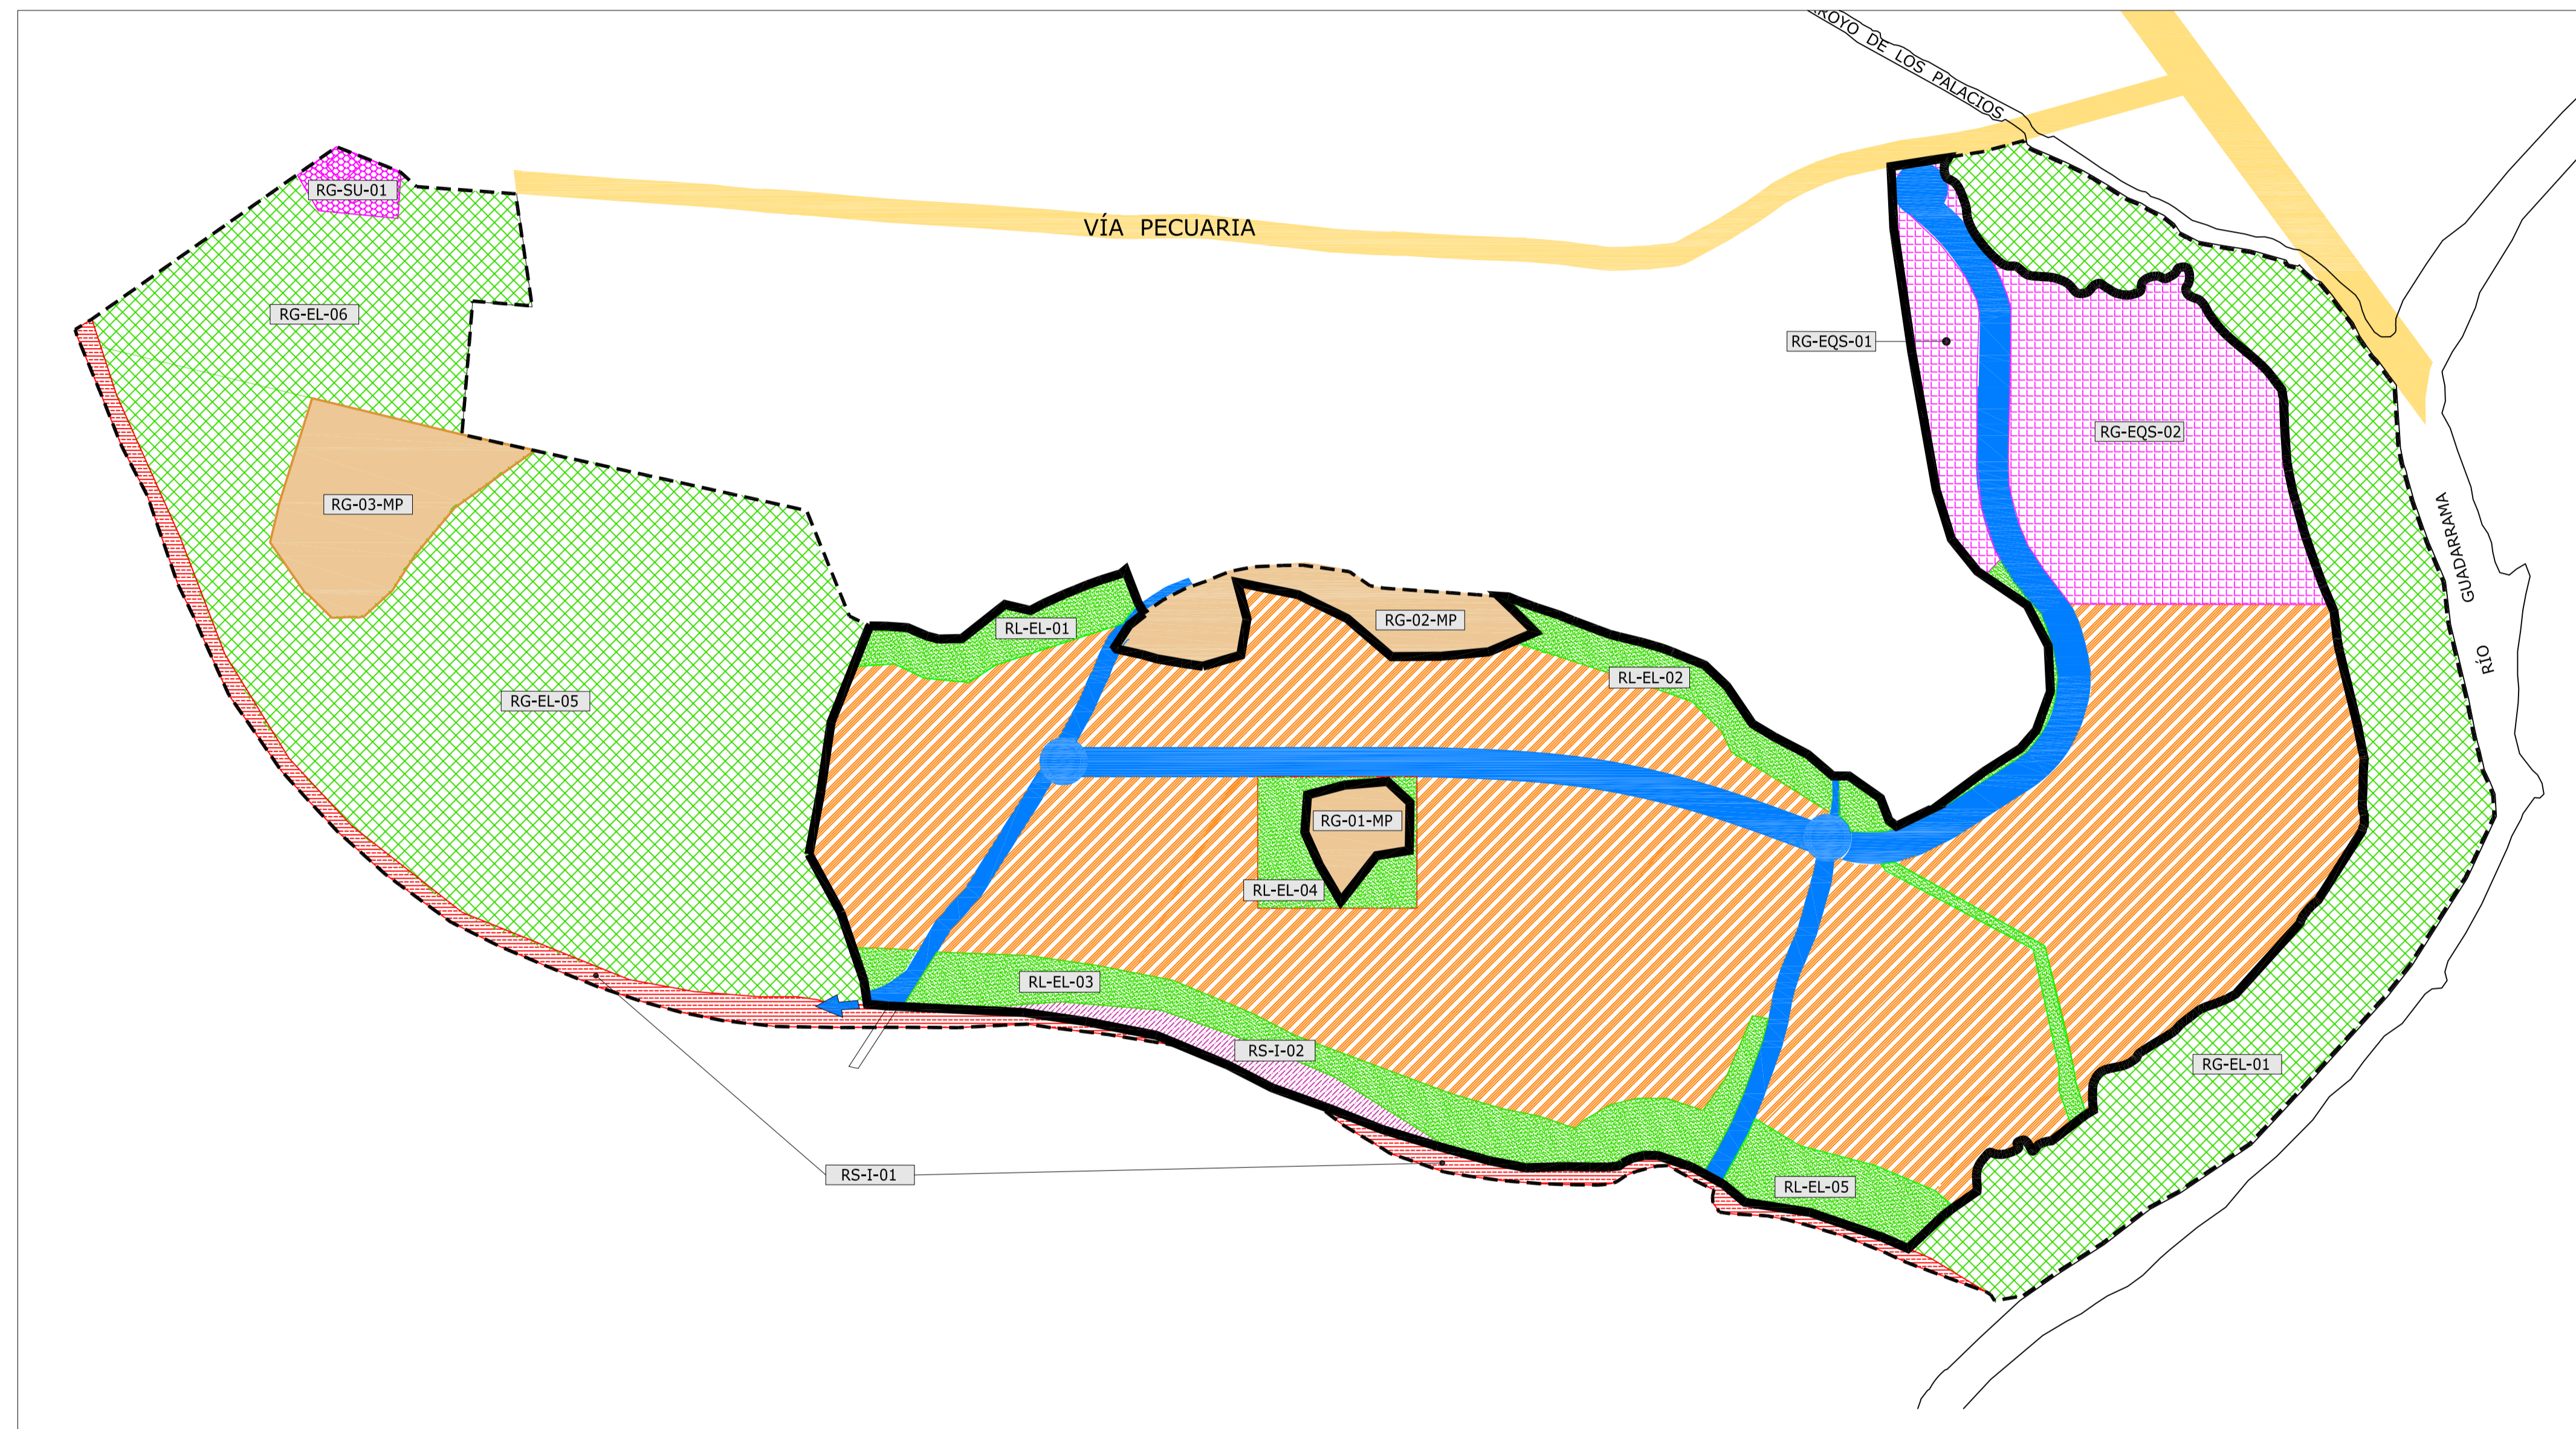 ROYO DE LOS PALACIOS
RG-SU-01
VÍA PECUARIA
RG-EL-06
RG-EQS-01
RG-EQS-02
RG-03-MP
GUADARRAMA
RÍO
RG-02-MP
RL-EL-01
RL-EL-02
RG-EL-05
RG-01-MP
RL-EL-04
RL-EL-03
RS-I-02
RG-EL-01
RS-I-01
RL-EL-05